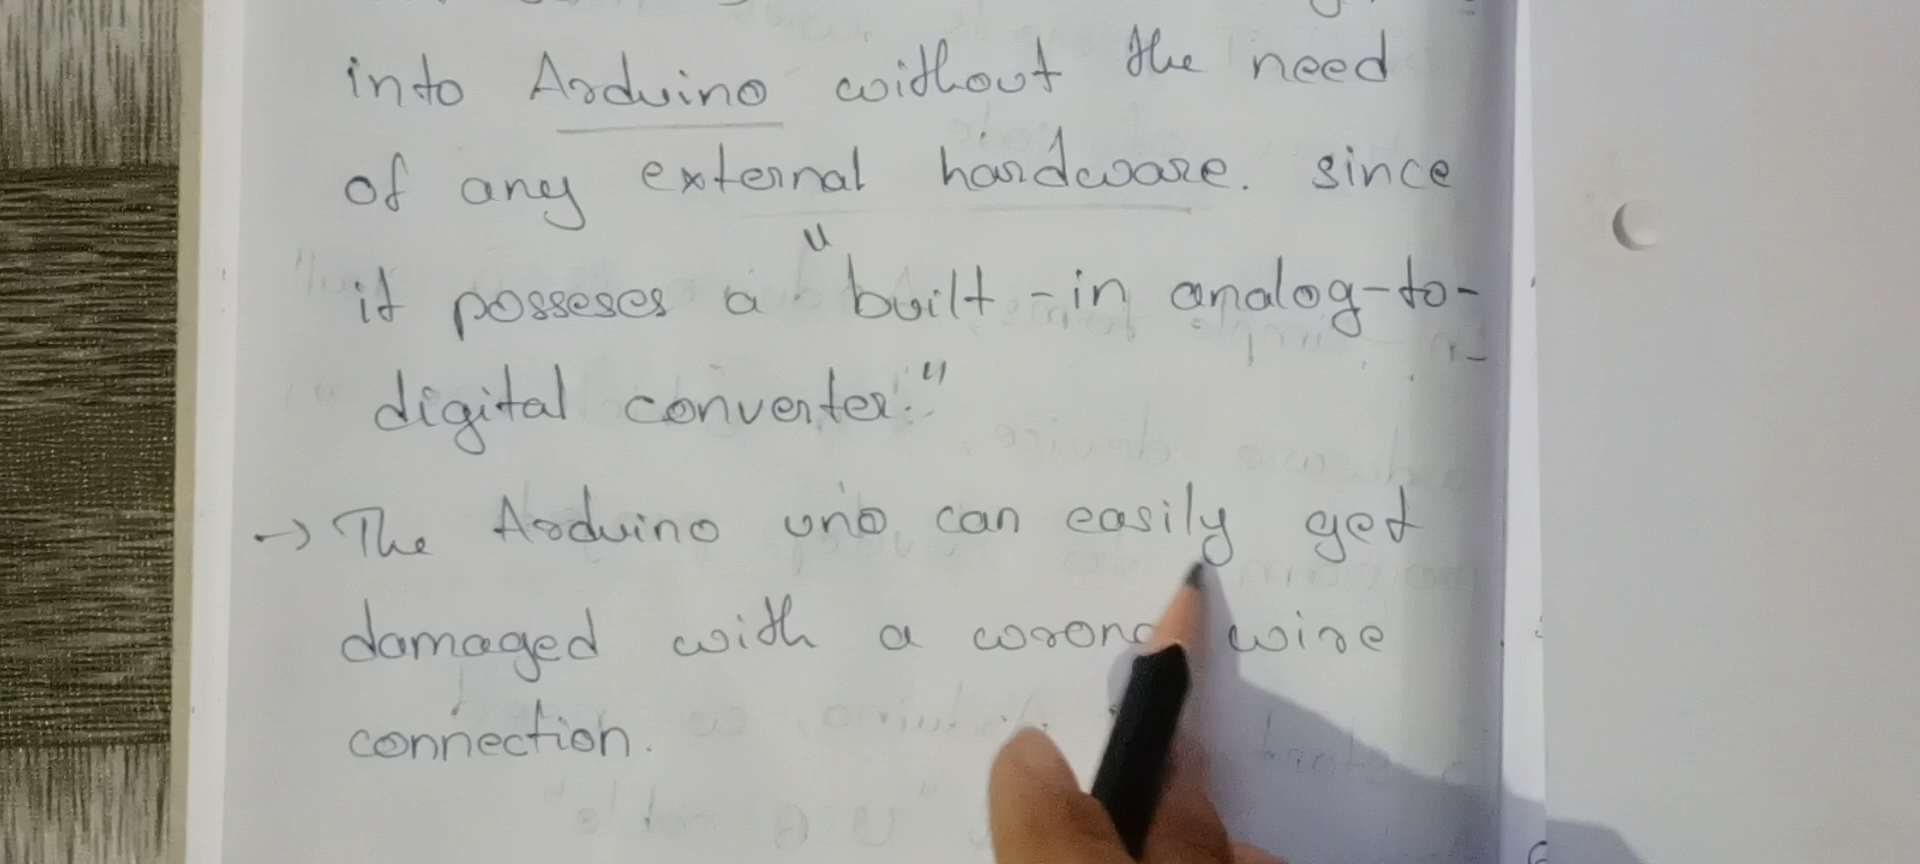 into Arduino without the need
of any external hardware. since
it posseses a "built-in analog-to-
digital converter."
→ The Arduino uno can easily get
damaged with a wrong wire
connection.